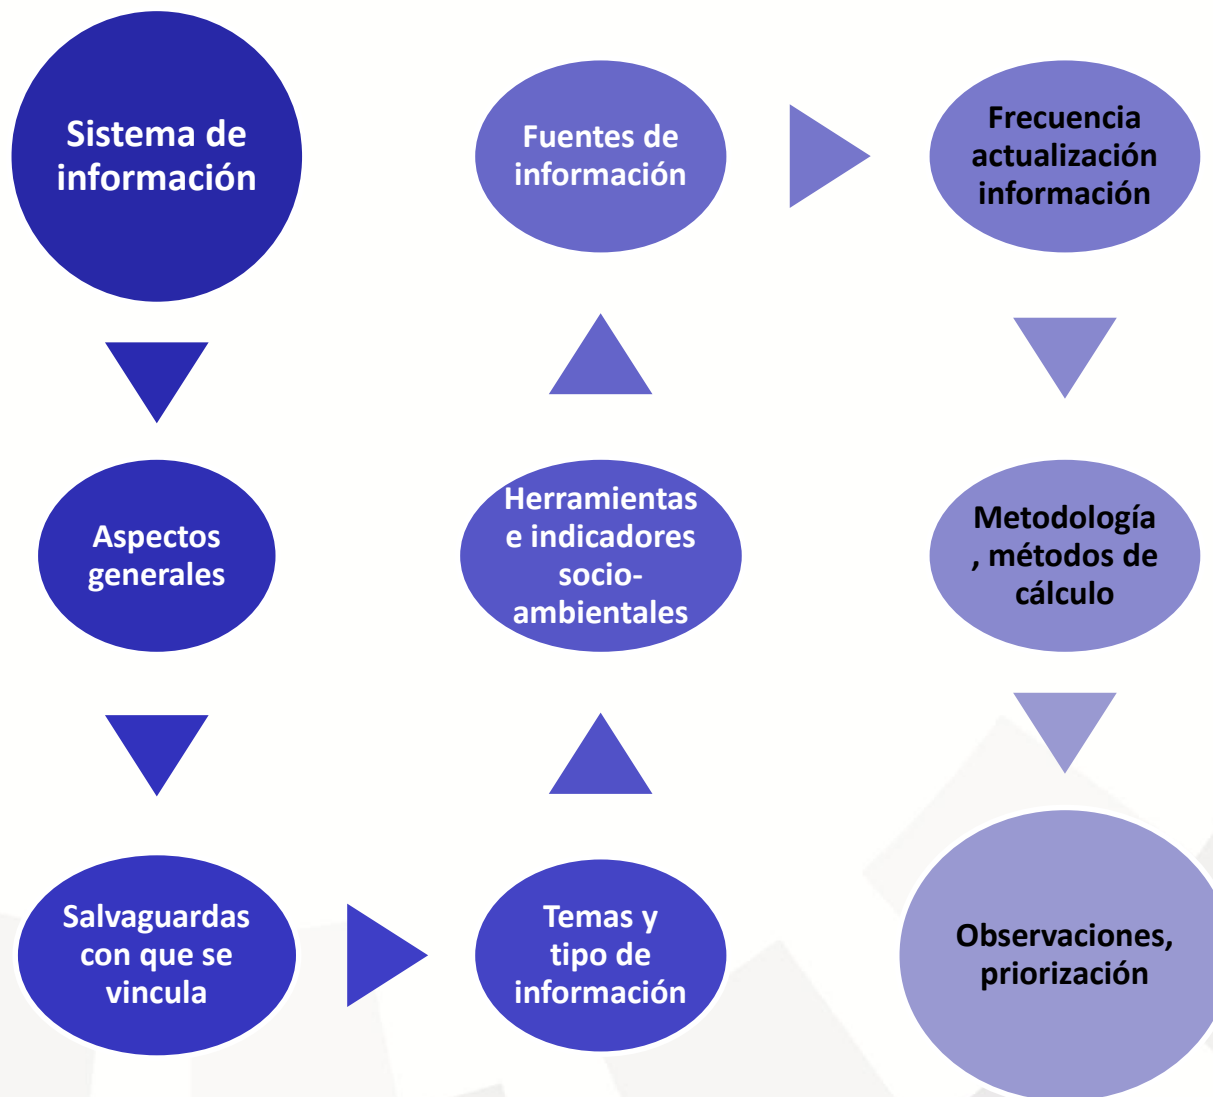 Sistema de
información
Aspectos
generales
Salvaguardas
con que se
vincula
Temas y
tipo de
información
Herramientas
e indicadores
socio-
ambientales
Fuentes de
información
Frecuencia
actualización
información
Metodología
, métodos de
cálculo
Observaciones,
priorización